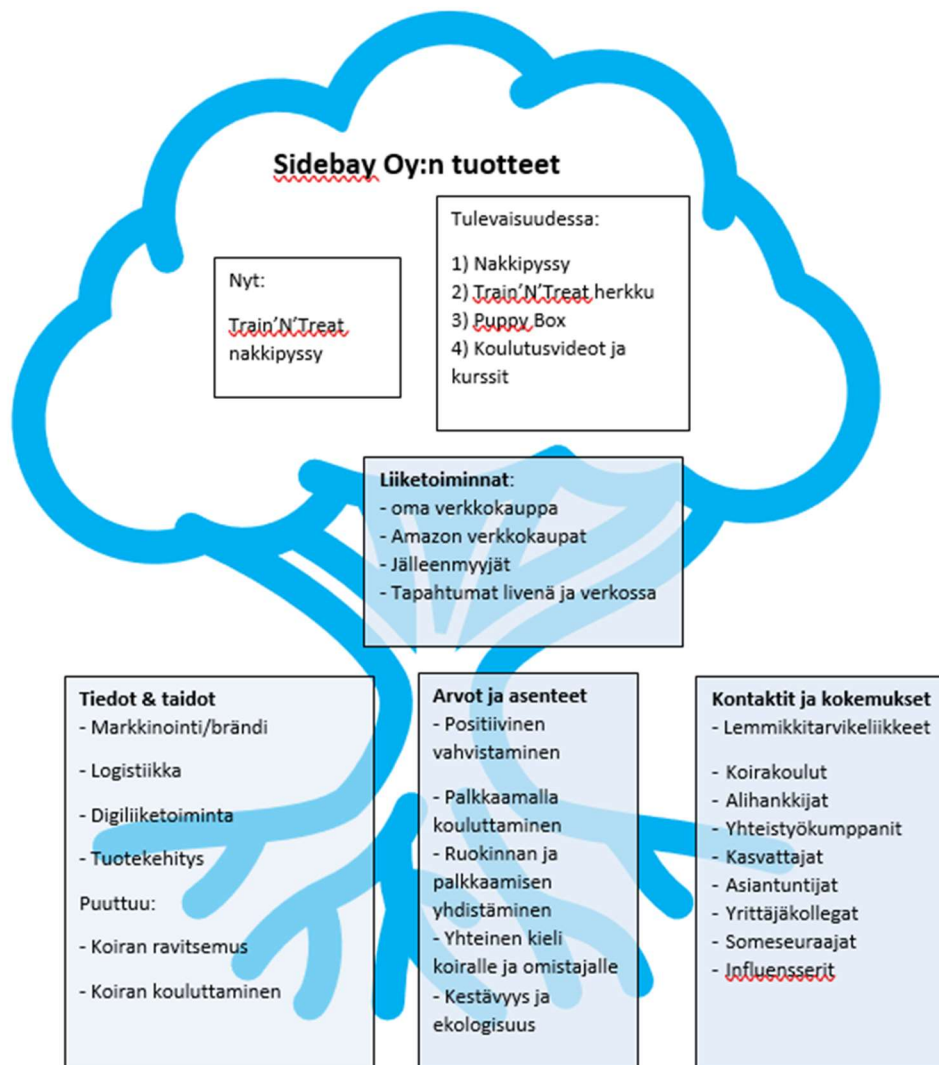 Sidebay Oy:n tuotteet
Nyt:
Train'N'Treat
nakkipyssy
Tulevaisuudessa:
1) Nakkipyssy
2) Train'N'Treat herkku
3) Puppy Box
4) Koulutusvideot ja
kurssit
Liiketoiminnat:
- oma verkkokauppa
- Amazon verkkokaupat
- Jälleenmyyjät
- Tapahtumat livenä ja verkossa
Tiedot & taidot
- Markkinointi/brändi
- Logistiikka
- Digiliiketoiminta
- Tuotekehitys
Puuttuu:
- Koiran ravitsemus
- Koiran kouluttaminen
Arvot ja asenteet
- Positiivinen
vahvistaminen
- Palkkaamalla
kouluttaminen
- Ruokinnan ja
palkkaamisen
yhdistäminen
- Yhteinen kieli
koiralle ja omistajalle
- Kestävyys ja
ekologisuus
Kontaktit ja kokemukset
- Lemmikkitarvikeliikkeet
- Koirakoulut
- Alihankkijat
- Yhteistyökumppanit
- Kasvattajat
- Asiantuntijat
- Yrittäjäkollegat
- Someseuraajat
- Influensserit